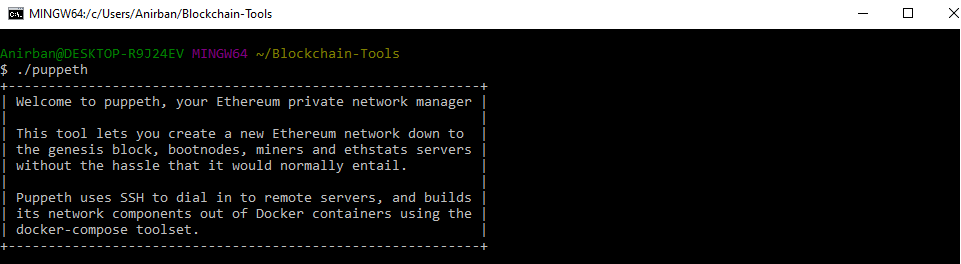 MINGW64:/c/Users/Anirban/Blockchain-Tools
Anirban@DESKTOP-R9J24EV MINGW64 ~/Blockchain-Tools
$ ./puppeth
+-----------------------------------------------------------+
| Welcome to puppeth, your Ethereum private network manager |
|                                                           |
| This tool lets you create a new Ethereum network down to  |
| the genesis block, bootnodes, miners and ethstats servers |
| without the hassle that it would normally entail.         |
|                                                           |
| Puppeth uses SSH to dial in to remote servers, and builds |
| its network components out of Docker containers using the |
| docker-compose toolset.                                   |
+-----------------------------------------------------------+